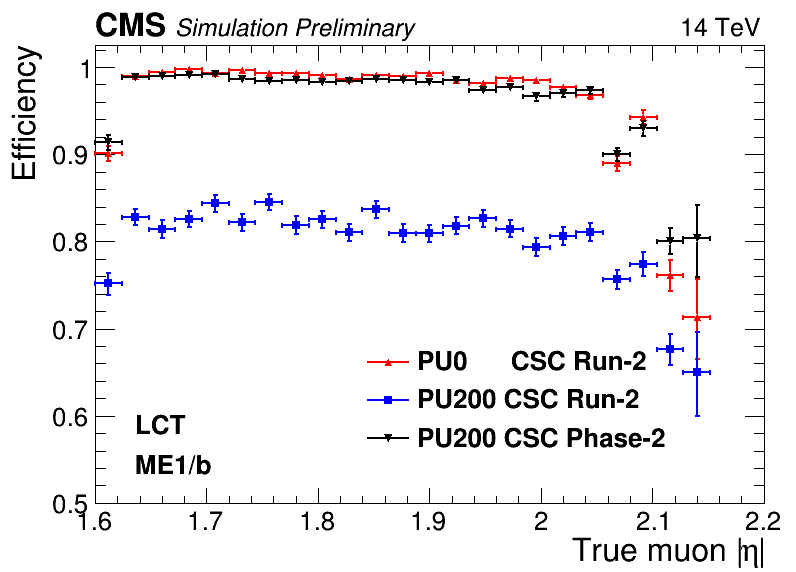 CMS Simulation Preliminary 14 TeV
Efficiency
1
0.9
0.8
0.7
0.6
0.5
PU0 CSC Run-2
PU200 CSC Run-2
PU200 CSC Phase-2
LCT
ME1/b
1.6 1.7 1.8 1.9 2 2.1 2.2
True muon |η|